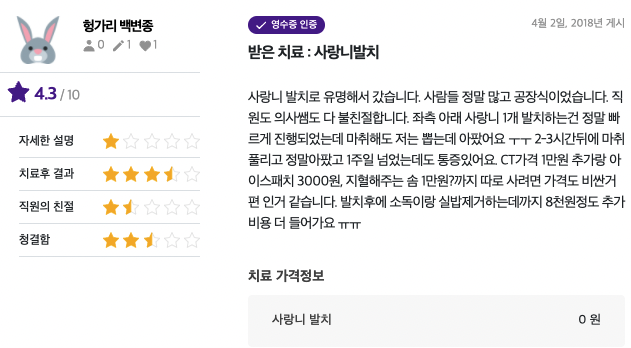 헝가리 백변종
0 1 1
4.3 / 10
자세한 설명
치료후 결과
직원의 친절
청결함
영수증 인증
4월 2일, 2018년 게시
받은 치료 : 사랑니발치
사랑니 발치로 유명해서 갔습니다. 사람들 정말 많고 공장식이었습니다. 직
원도 의사쌤도 다 불친절합니다. 좌측 아래 사랑니 1개 발치하는건 정말 빠
르게 진행되었는데 마취해도 저는 뽑는데 아팠어요 ㅜㅜ 2-3시간뒤에 마취
풀리고 정말아팠고 1주일 넘었는데도 통증있어요. CT가격 1만원 추가랑 아
이스패치 3000원, 지혈해주는 솜 1만원?까지 따로 사려면 가격도 비싼거
편 인거 같습니다. 발치후에 소독이랑 실밥제거하는데까지 8천원정도 추가
비용 더 들어가요 ㅠㅠ
치료 가격정보
사랑니 발치
0 원